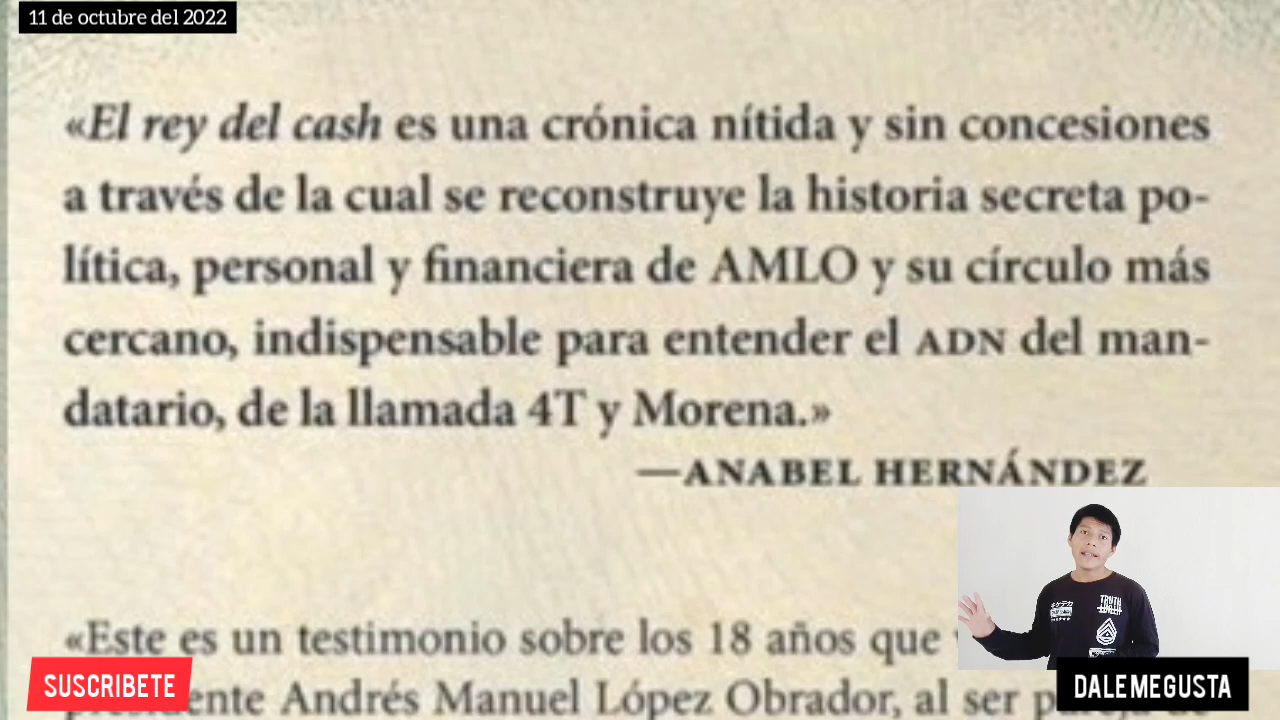 11 de octubre del 2022
«El rey del cash es una crónica nítida y sin concesiones
a través de la cual se reconstruye la historia secreta po-
lítica, personal y financiera de AMLO y su círculo más
cercano, indispensable para entender el ADN del man-
datario, de la llamada 4T y Morena.»
—ANABEL HERNÁNDEZ
«Este es un testimonio sobre los 18 años que
Andrés Manuel López Obrador, al ser
TRUTH
SUSCRIBETE
DALE ME GUSTA